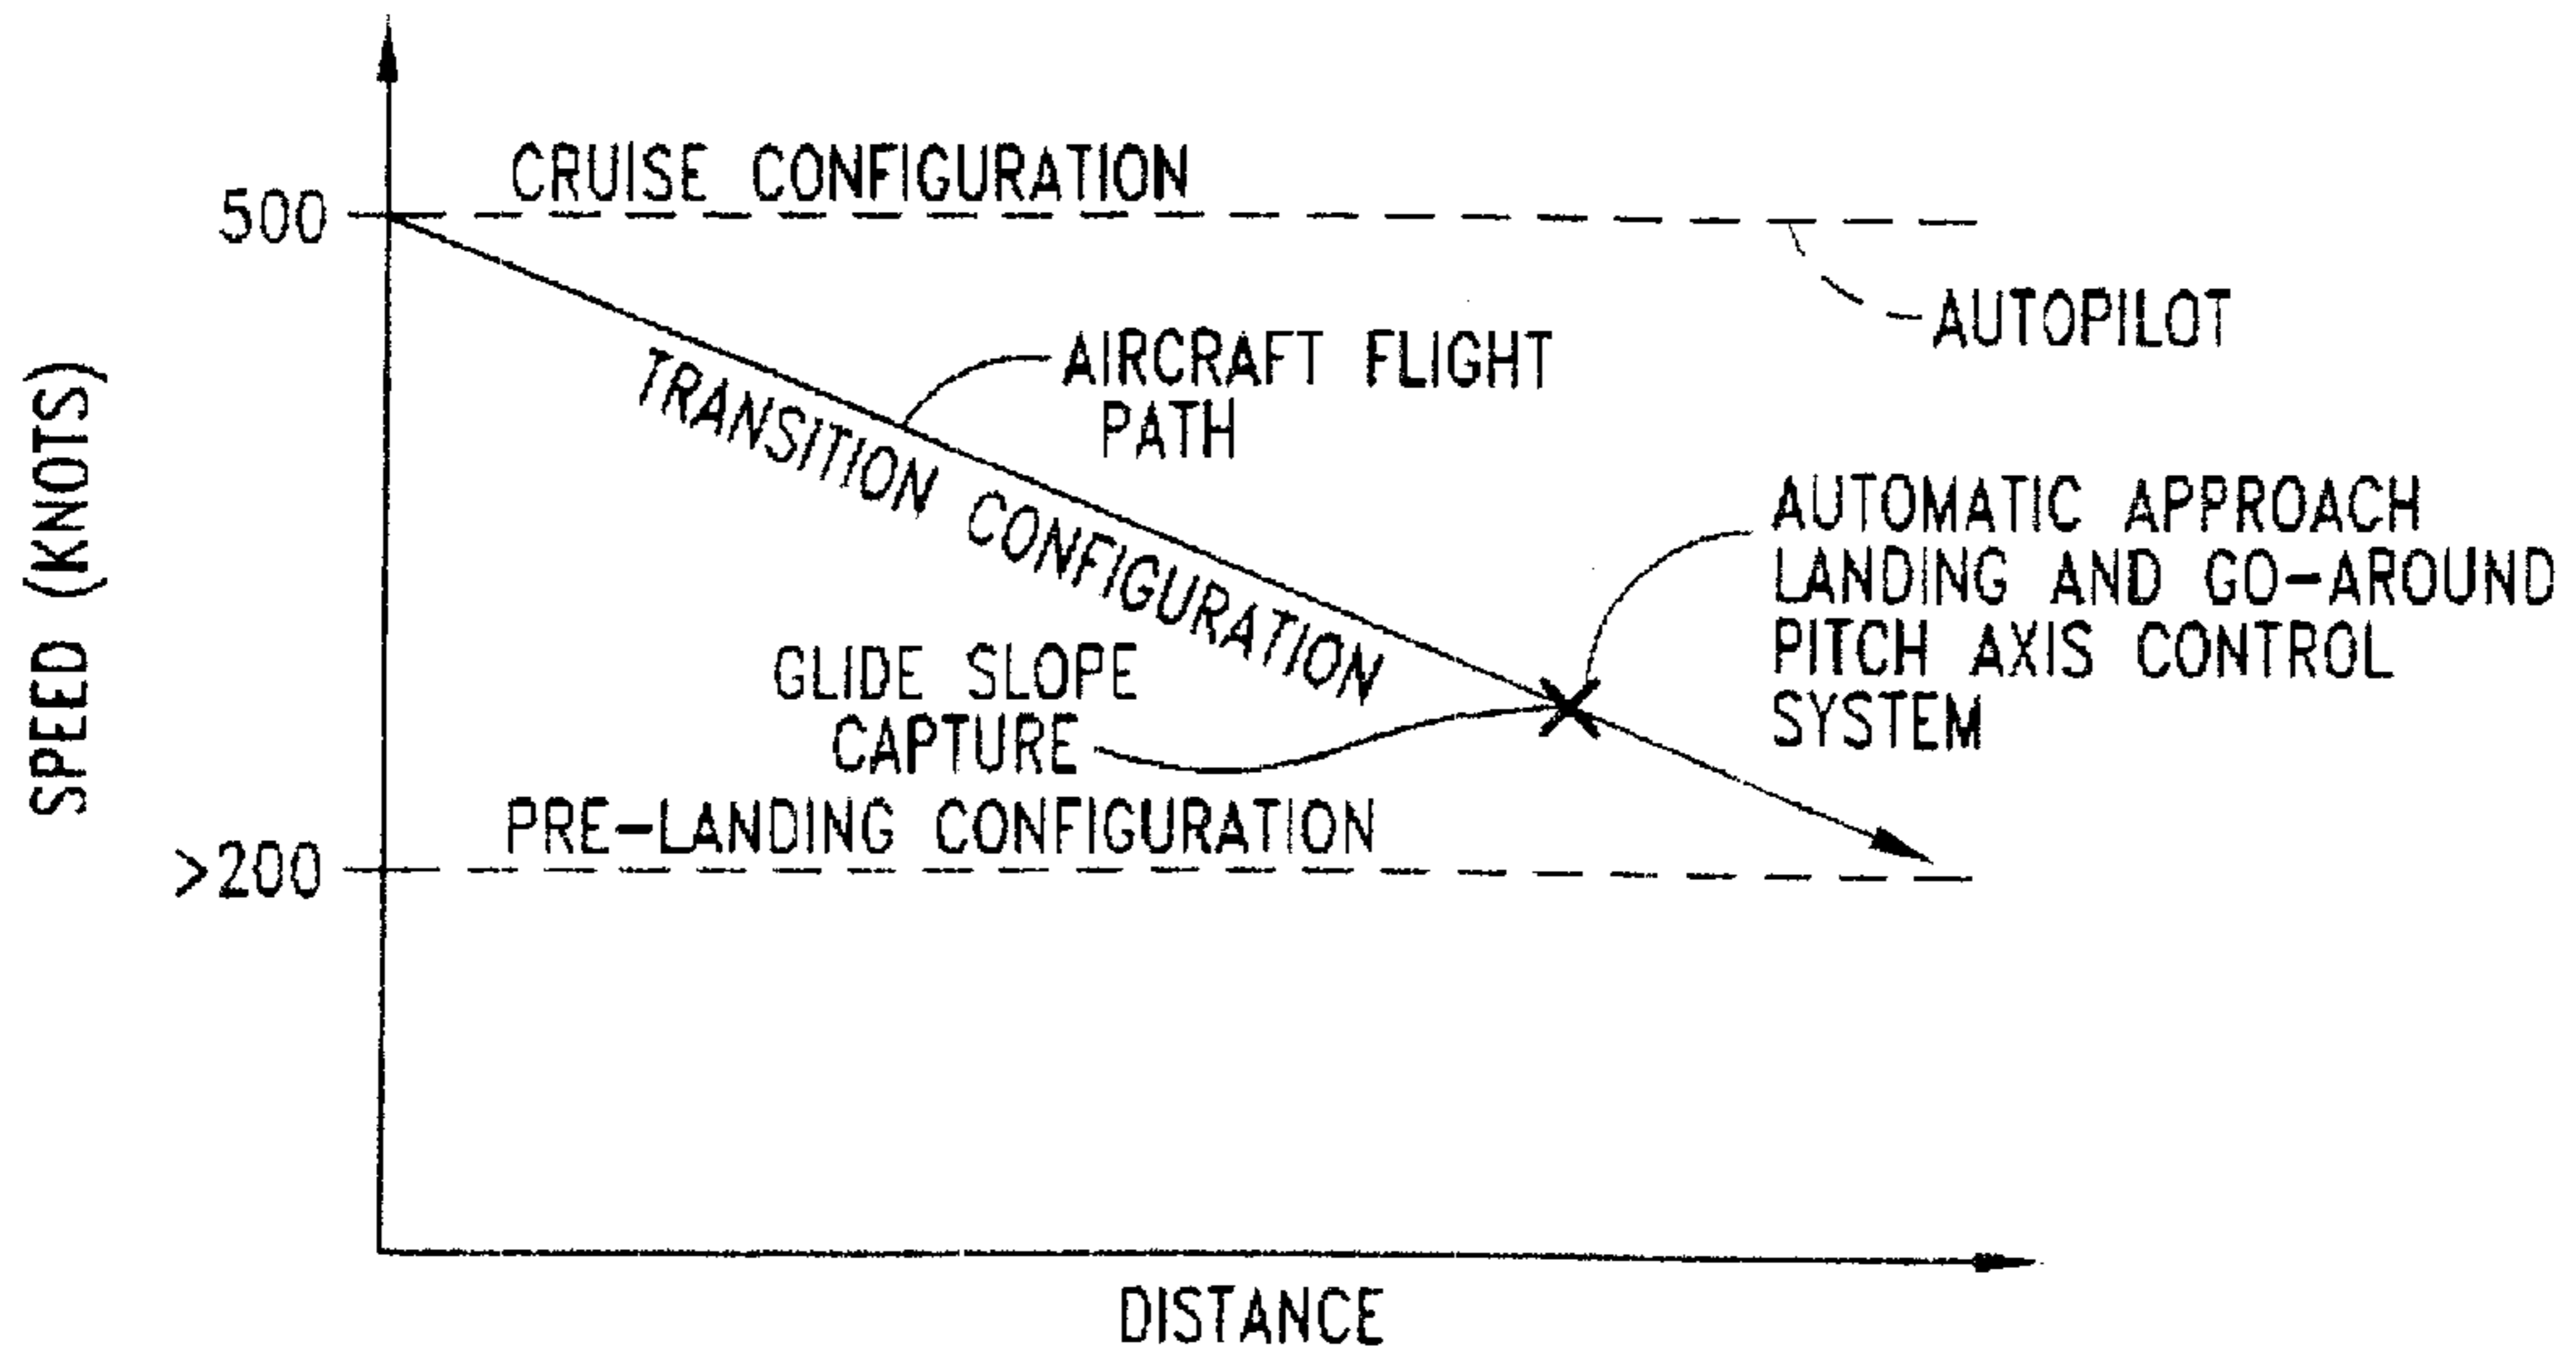 CRUISE CONFIGURATION
500
AUTOPILOT
AIRCRAFT FLIGHT
PATH
TRANSITION CONFIGURATION
SPEED (KNOTS)
AUTOMATIC APPROACH
LANDING AND GO-AROUND
PITCH AXIS CONTROL
SYSTEM
GLIDE SLOPE
CAPTURE
PRE-LANDING CONFIGURATION
>200
DISTANCE